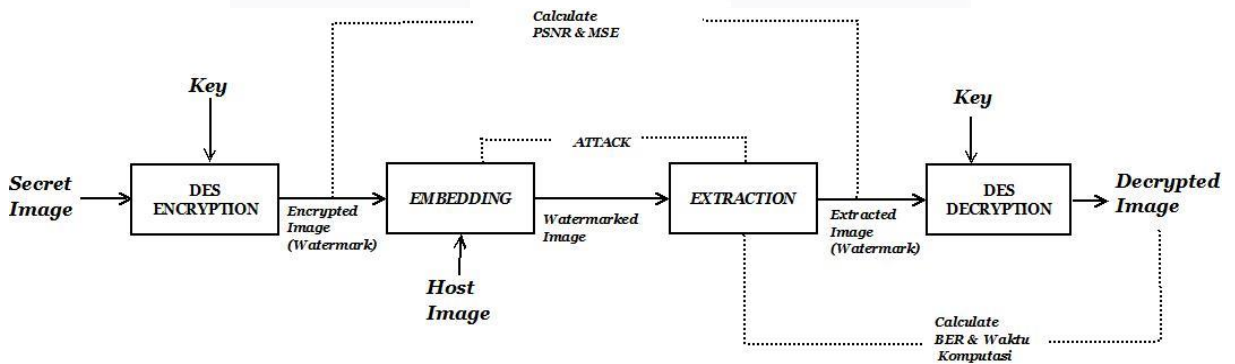 Calculate
PSNR & MSE
Key
Key
ATTACK
Secret
Image
DES
ENCRYPTION
Encrypted
Image
(Watermark)
EMBEDDING
Watermarked
Image
EXTRACTION
Extracted
Image
(Watermark)
DES
DECRYPTION
Decrypted
Image
Host
Image
Calculate
BER & Waktu
Komputasi